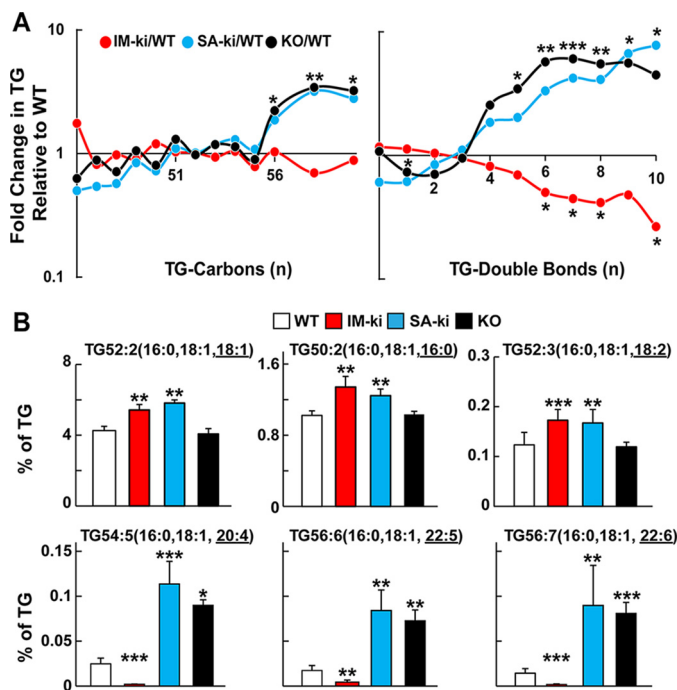 A
IM-ki/WT SA-ki/WT KO/WT
Fold Change in TG
Relative to WT
10
1
0.1
51
56
* ** *
TG-Carbons (n)
* * ** *** ** * *
2 4 6 8 10
* * * *
TG-Double Bonds (n)
B
WT IM-ki SA-ki KO
% of TG
TG52:2(16:0,18:1,18:1)
8
4
0
** **
TG50:2(16:0,18:1,16:0)
1.6
0.8
0
** **
TG52:3(16:0,18:1,18:2)
0.3
0.2
0.1
0
*** **
% of TG
TG54:5(16:0,18:1, 20:4)
0.15
0.1
0.05
0
*** *** *
TG56:6(16:0,18:1, 22:5)
** ** **
TG56:7(16:0,18:1, 22:6)
*** ** ***